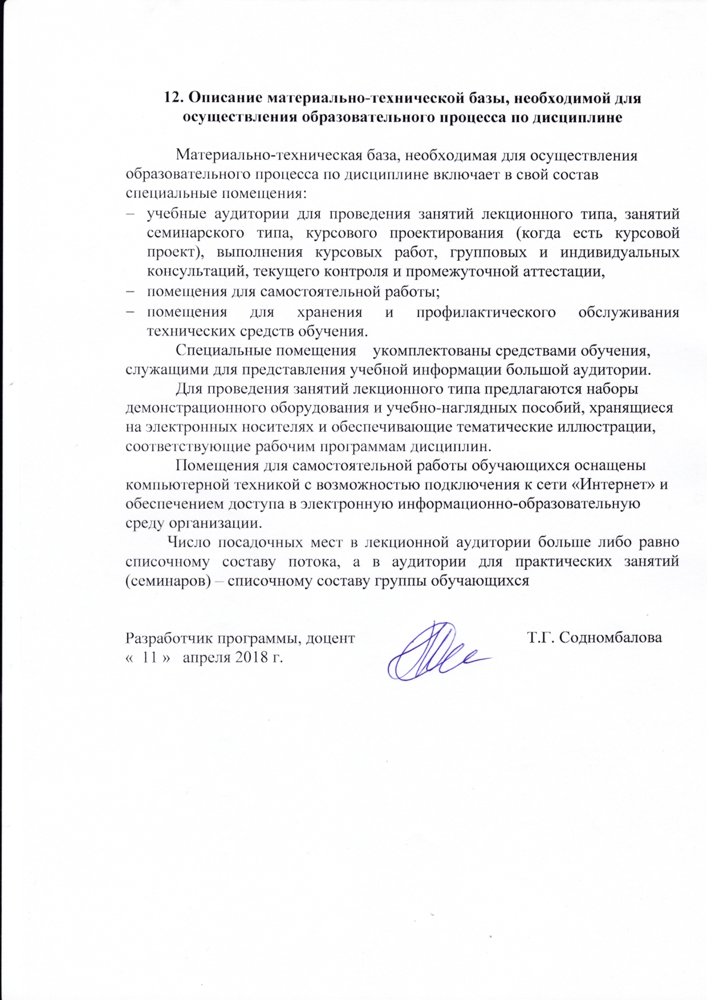 12. Описание материально-технической базы, необходимой для
осуществления образовательного процесса по дисциплине
Материально-техническая база, необходимая для осуществления
образовательного процесса по дисциплине включает в свой состав
специальные помещения:
– учебные аудитории для проведения занятий лекционного типа, занятий
семинарского типа, курсового проектирования (когда есть курсовой
проект), выполнения курсовых работ, групповых и индивидуальных
консультаций, текущего контроля и промежуточной аттестации,
– помещения для самостоятельной работы;
– помещения для хранения и профилактического обслуживания
технических средств обучения.
Специальные помещения укомплектованы средствами обучения,
служащими для представления учебной информации большой аудитории.
Для проведения занятий лекционного типа предлагаются наборы
демонстрационного оборудования и учебно-наглядных пособий, хранящиеся
на электронных носителях и обеспечивающие тематические иллюстрации,
соответствующие рабочим программам дисциплин.
Помещения для самостоятельной работы обучающихся оснащены
компьютерной техникой с возможностью подключения к сети «Интернет» и
обеспечением доступа в электронную информационно-образовательную
среду организации.
Число посадочных мест в лекционной аудитории больше либо равно
списочному составу потока, а в аудитории для практических занятий
(семинаров) – списочному составу группы обучающихся
Разработчик программы, доцент Т.Г. Содномбалова
« 11 » апреля 2018 г.